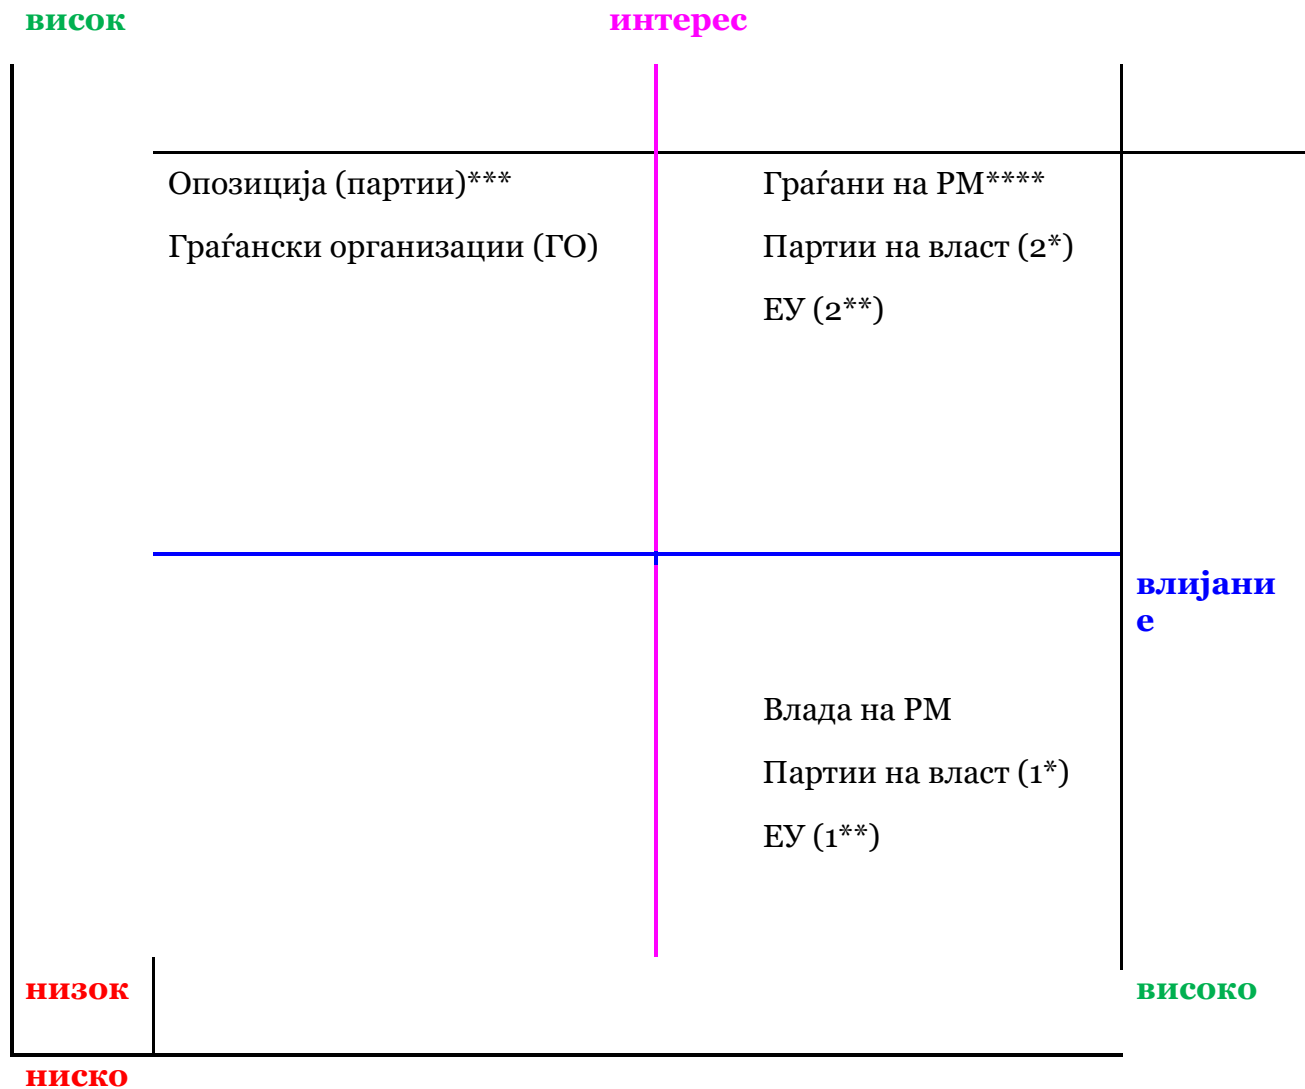 висок
интерес
Опозиција (партии)***
Граѓански организации (ГО)
Граѓани на РМ****
Партии на власт (2*)
ЕУ (2**)
влијани
е
Влада на РМ
Партии на власт (1*)
ЕУ (1**)
низок
високо
ниско